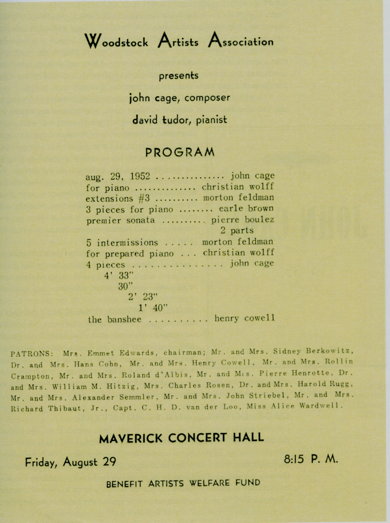 Woodstock Artists Association
presents
john cage, composer
david tudor, pianist
PROGRAM
aug. 29, 1952 ............... john cage
for piano ............. christian wolff
extensions #3 .......... morton feldman
3 pieces for piano ....... earle brown
premier sonata .......... pierre boulez
2 parts
5 intermissions ..... morton feldman
for prepared piano ... christian wolff
4 pieces ................ john cage
4' 33"
30"
2' 23"
1' 40"
the banshee .......... henry cowell
PATRONS: Mrs. Emmet Edwards, chairman; Mr. and Mrs. Sidney Berkowitz,
Dr. and Mrs. Hans Cohn, Mr. and Mrs. Henry Cowell, Mr. and Mrs. Rollin
Crampton, Mr. and Mrs. Roland d'Albis, Mr. and Mrs. Pierre Henrotte, Dr.
and Mrs. William M. Hitzig, Mrs. Charles Rosen, Dr. and Mrs. Harold Rugg,
Mr. and Mrs. Alexander Semmler, Mr. and Mrs. John Striebel, Mr. and Mrs.
Richard Thibaut, Jr., Capt. C. H. D. van der Loo, Miss Alice Wardwell.
MAVERICK CONCERT HALL
Friday, August 29 8:15 P. M.
BENEFIT ARTISTS WELFARE FUND